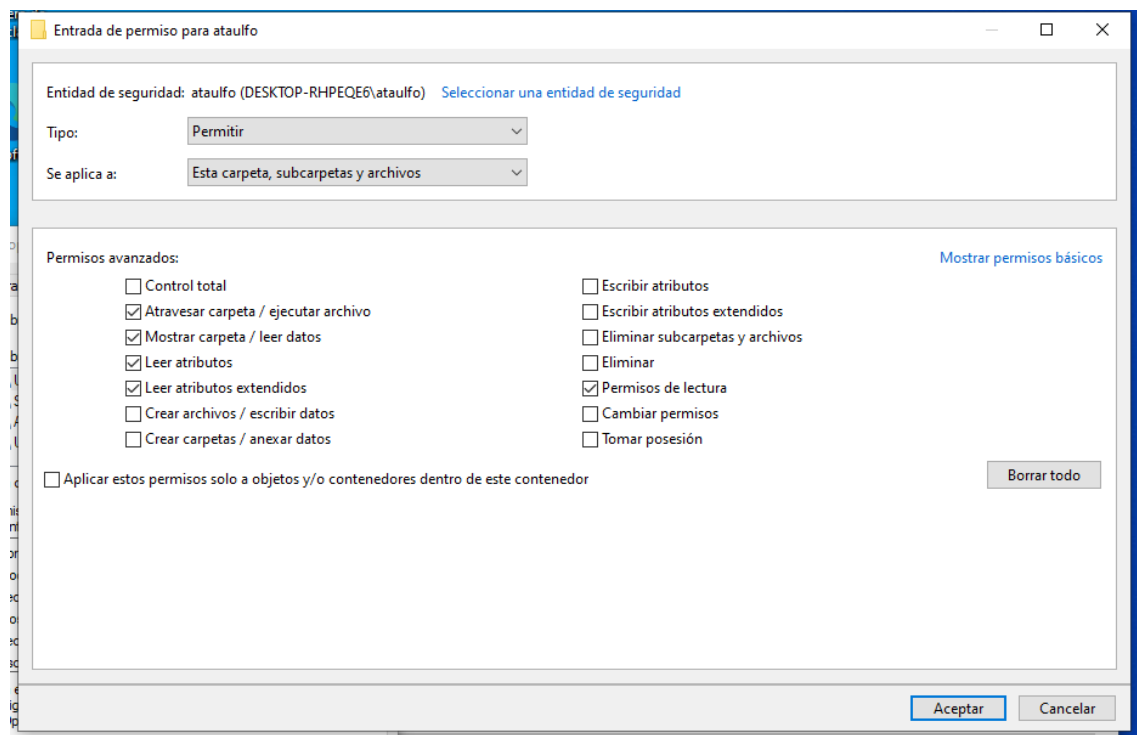 Entrada de permiso para ataulfo
Entidad de seguridad: ataulfo (DESKTOP-RHPEQE6\ataulfo) Seleccionar una entidad de seguridad
Tipo: Permitir
Se aplica a: Esta carpeta, subcarpetas y archivos
Permisos avanzados: Mostrar permisos básicos
Control total Escribir atributos
Atravesar carpeta / ejecutar archivo Escribir atributos extendidos
Mostrar carpeta / leer datos Eliminar subcarpetas y archivos
Leer atributos Eliminar
Leer atributos extendidos Permisos de lectura
Crear archivos / escribir datos Cambiar permisos
Crear carpetas / anexar datos Tomar posesión
Aplicar estos permisos solo a objetos y/o contenedores dentro de este contenedor Borrar todo
Aceptar Cancelar